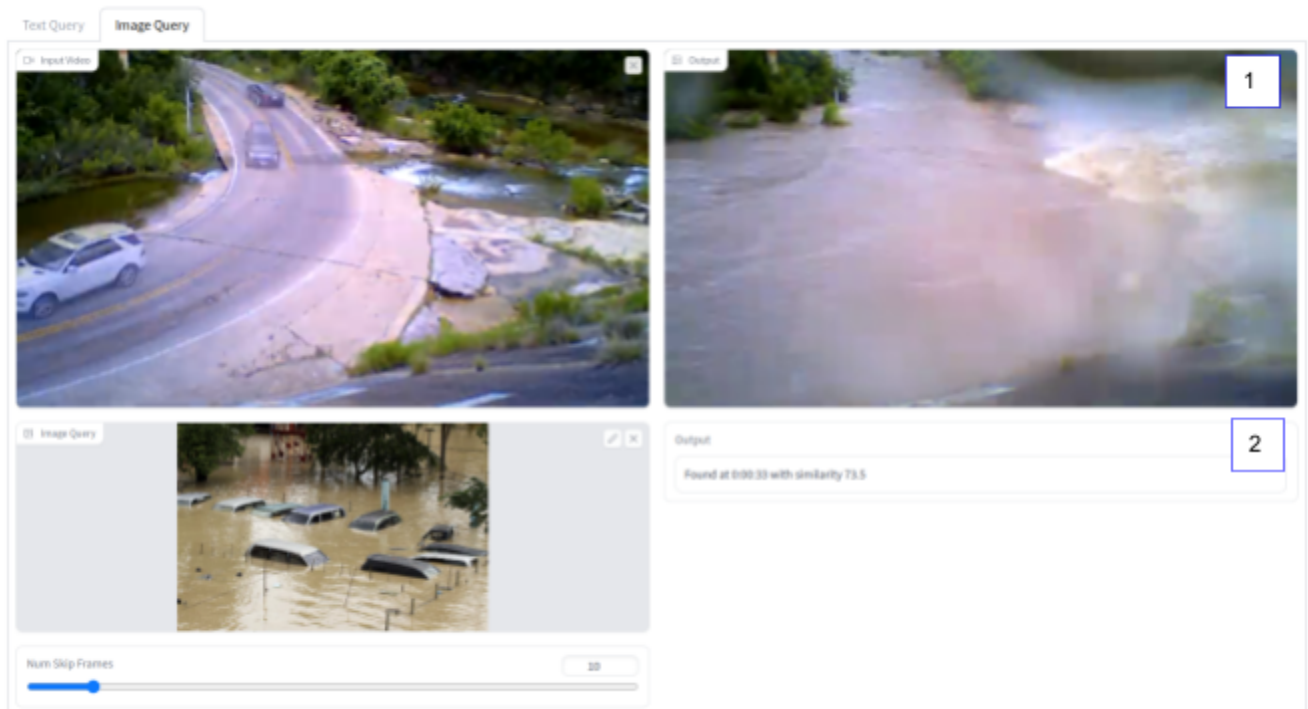 Text Query
Image Query
Input Video
Output
1
Image Query
Output
2
Found at 0:00:33 with similarity 73.5
Num Skip Frames
10